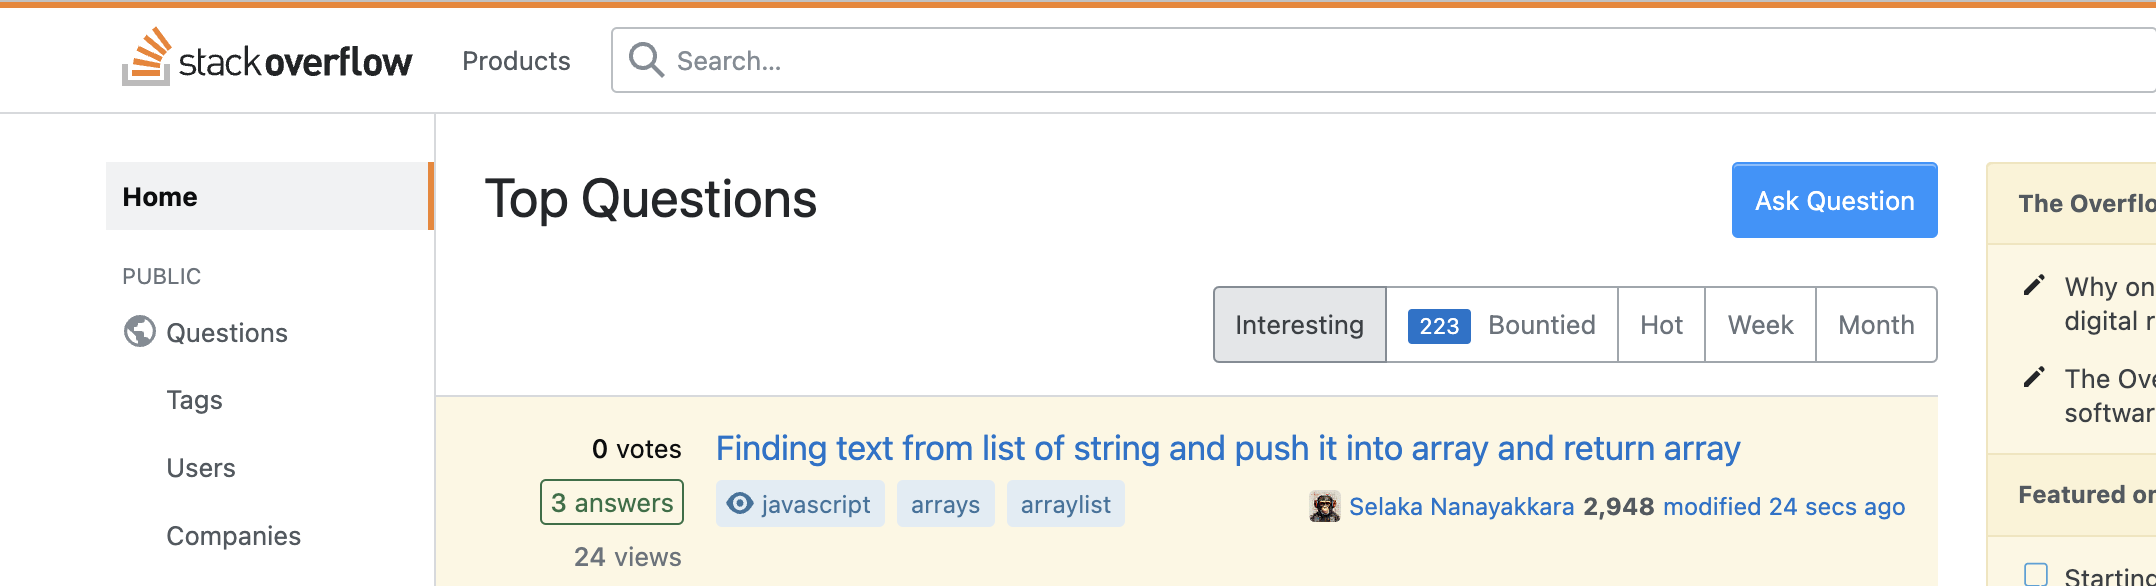 stackoverflow
Products
Search...
Home
PUBLIC
Questions
Tags
Users
Companies
Top Questions
Ask Question
Interesting
223 Bountied
Hot
Week
Month
0 votes
3 answers
24 views
Finding text from list of string and push it into array and return array
javascript
arrays
arraylist
Selaka Nanayakkara 2,948 modified 24 secs ago
The Overflo
Why on
digital r
The Ove
softwar
Featured on
Starting